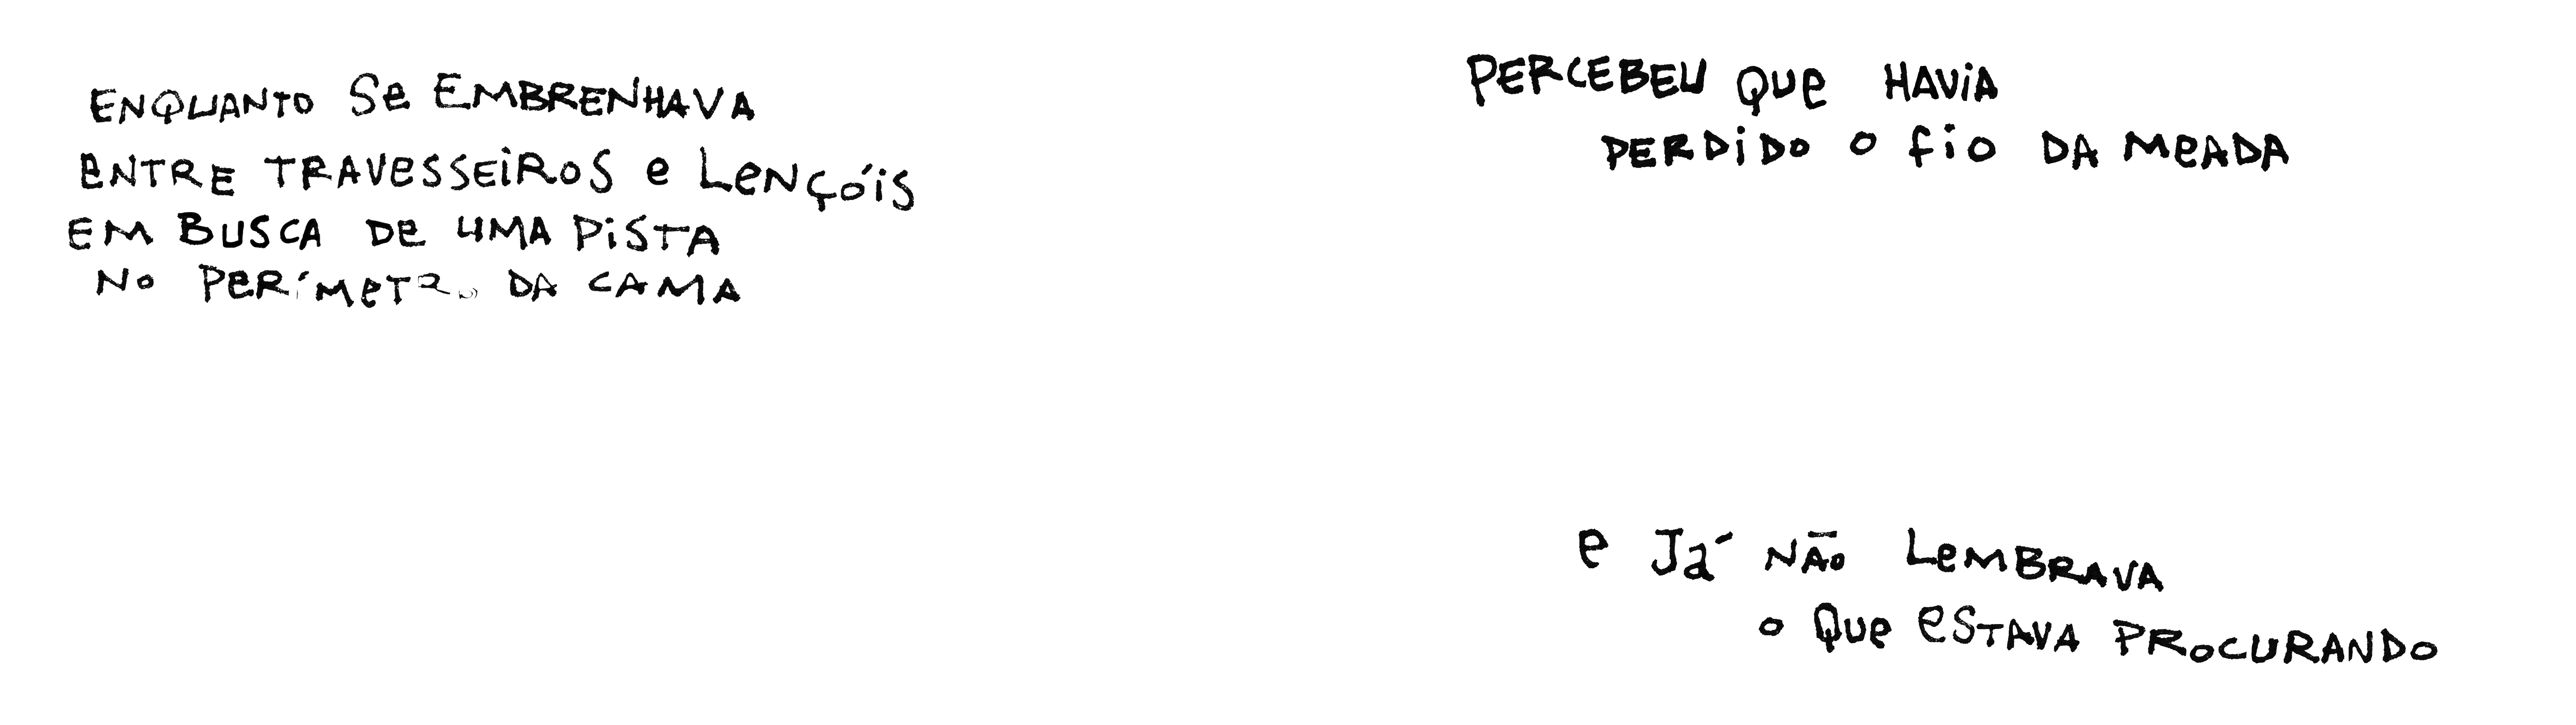 ENQUANTO Se EMBRENHAVA
eNTRE TRAVeSSEiROS e LeNÇÓiS
EM BUSCA De UMA PiSTA
No PeRíMeTRo DA CAMA
PERCEBEU Que HAViA
PERDiDO O fio DA MeADA
e Já NÃO LeMBRAVA
o Que eSTAVA PRoCURANDO